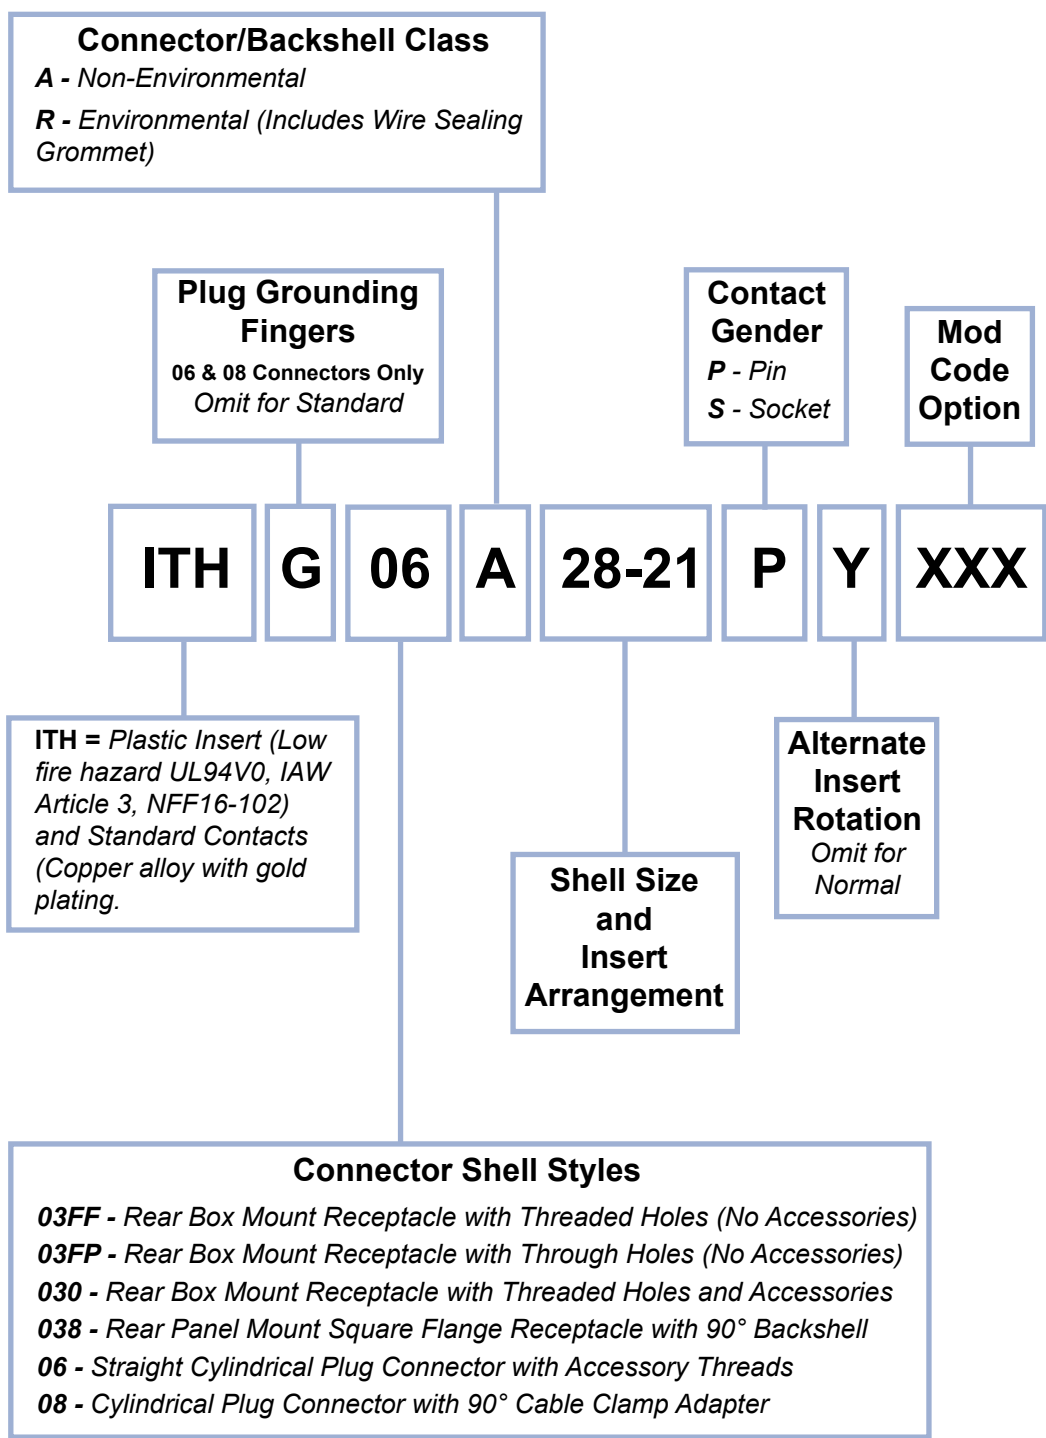 Connector/Backshell Class
A - Non-Environmental
R - Environmental (Includes Wire Sealing
Grommet)
Plug Grounding
Fingers
06 & 08 Connectors Only
Omit for Standard
Contact
Gender
P - Pin
S - Socket
Mod
Code
Option
ITH G 06 A 28-21 P Y XXX
ITH = Plastic Insert (Low
fire hazard UL94V0, IAW
Article 3, NFF16-102)
and Standard Contacts
(Copper alloy with gold
plating.
Alternate
Insert
Rotation
Omit for
Normal
Shell Size
and
Insert
Arrangement
Connector Shell Styles
03FF - Rear Box Mount Receptacle with Threaded Holes (No Accessories)
03FP - Rear Box Mount Receptacle with Through Holes (No Accessories)
030 - Rear Box Mount Receptacle with Threaded Holes and Accessories
038 - Rear Panel Mount Square Flange Receptacle with 90° Backshell
06 - Straight Cylindrical Plug Connector with Accessory Threads
08 - Cylindrical Plug Connector with 90° Cable Clamp Adapter